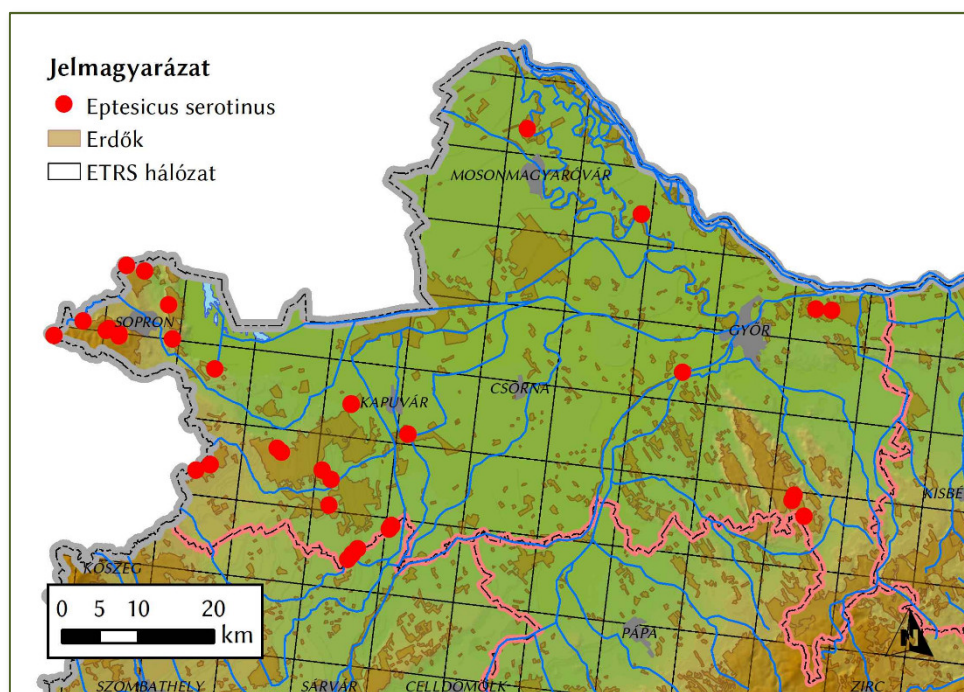 Jelmagyarázat
Eptesicus serotinus
Erdők
ETRS hálózat
MOSONMAGYARÓVÁR
SOPRON
GYŐR
CSORNA
KAPUVÁR
KISBÉ
KŐSZEG
0 5 10 20
km
PÁPA
N
SZOMBATHELY
SÁRVÁR
CELLDÖMÖLK
ZIRC